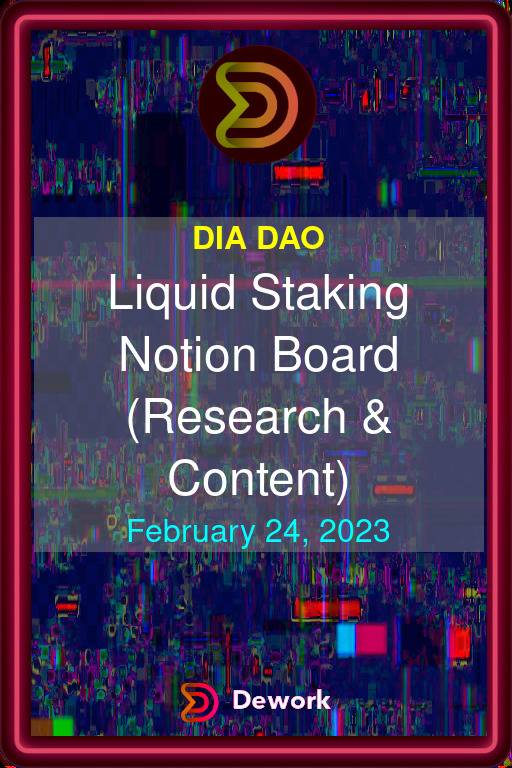 DIA DAO
Liquid Staking
Notion Board
(Research &
Content)
February 24, 2023
Dework